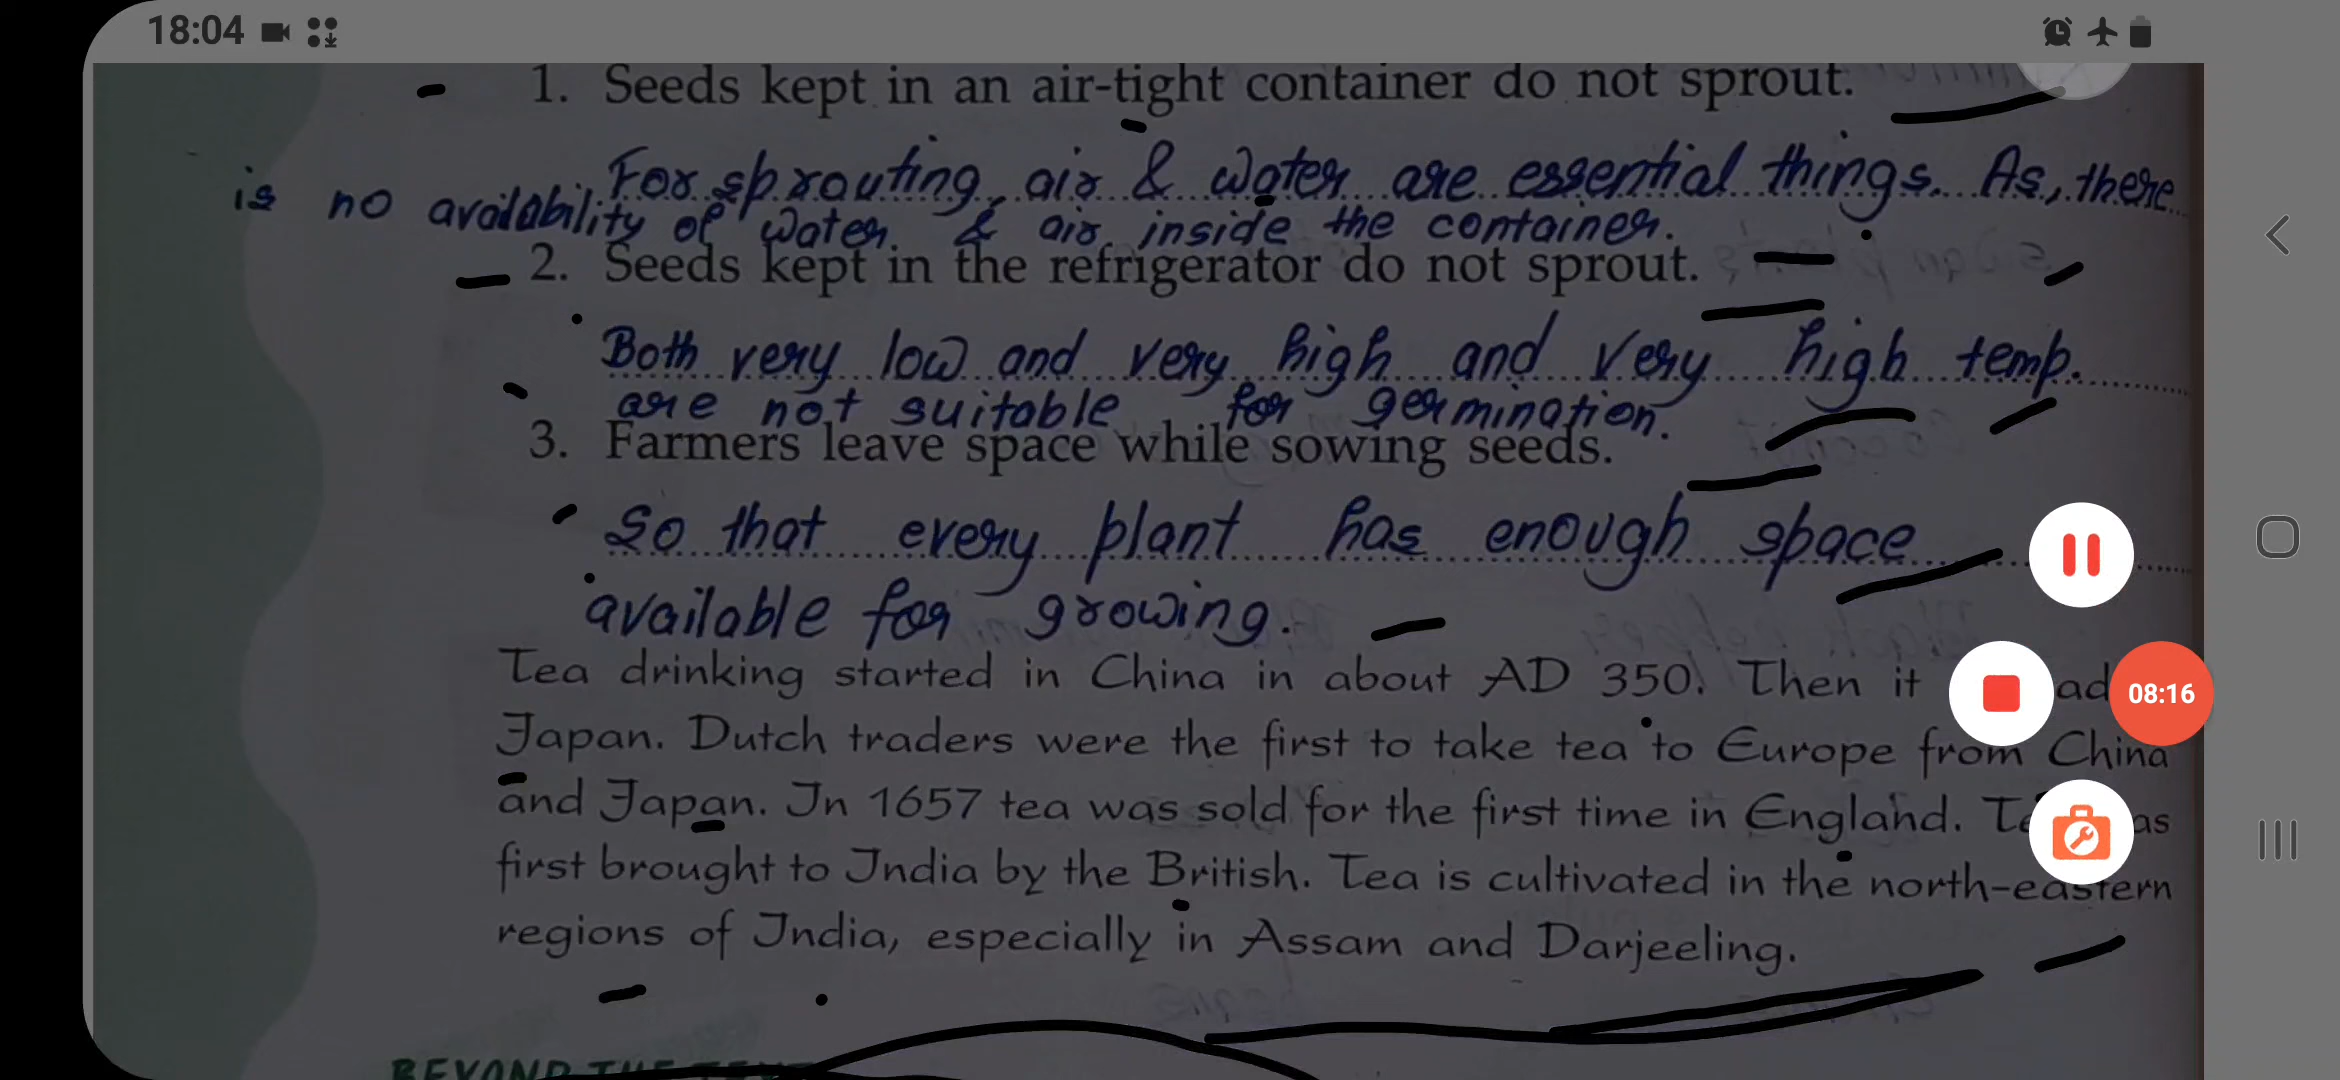 18:04
1. Seeds kept in an air-tight container do not sprout.
For sprouting, air & water are essential things. As, there
is no availability of water & air inside the container.
2. Seeds kept in the refrigerator do not sprout.
Both very low and very high and very high temp.
are not suitable for germination.
3. Farmers leave space while sowing seeds.
So that every plant has enough space
available for growing.
Tea drinking started in China in about AD 350. Then it
08:16
Japan. Dutch traders were the first to take tea to Europe from China
and Japan. In 1657 tea was sold for the first time in England.
first brought to India by the British. Tea is cultivated in the north-eastern
regions of India, especially in Assam and Darjeeling.
BEYOND THE TEXT